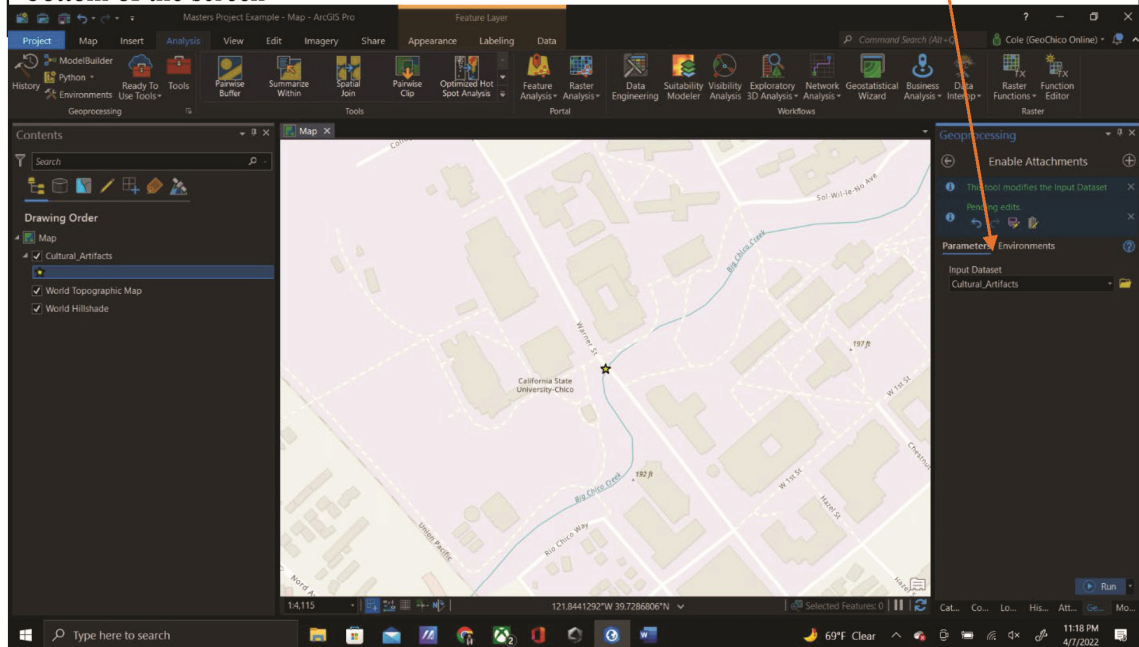 bottom of the screen
Masters Project Example - Map - ArcGIS Pro
Feature Layer
Project Map Insert Analysis View Edit Imagery Share Appearance Labeling Data
Command Search (Alt+Q)
Cole (GeoChico Online)
History
ModelBuilder
Python
Environments
Ready To Use Tools
Tools
Geoprocessing
Pairwise Buffer
Summarize Within
Spatial Join
Pairwise Clip
Optimized Hot Spot Analysis
Tools
Feature Analysis
Raster Analysis
Portal
Data Engineering
Suitability Modeler
Visibility Analysis
Exploratory 3D Analysis
Network Analysis
Geostatistical Wizard
Business Analysis
Data Interop
Workflows
Raster Functions
Function Editor
Raster
Contents
Search
Drawing Order
Map
Cultural_Artifacts
World Topographic Map
World Hillshade
Map
Sol-Wil-le-No Ave
Big Chico Creek
Warner St
197 ft
California State
University-Chico
W 1st St
Chestnut
192 ft
Big Chico Creek
W 1st St
Hazel St
Rio Chico Way
Union Pacific
Nord A
1:4,115
121.8441292°W 39.7286806°N
Selected Features: 0
Geoprocessing
Enable Attachments
This tool modifies the Input Dataset
Pending edits.
Parameters Environments
Input Dataset
Cultural_Artifacts
Run
Cat... Co... Lo... His... Att... Ge... Mo...
Type here to search
69°F Clear
11:18 PM
4/7/2022